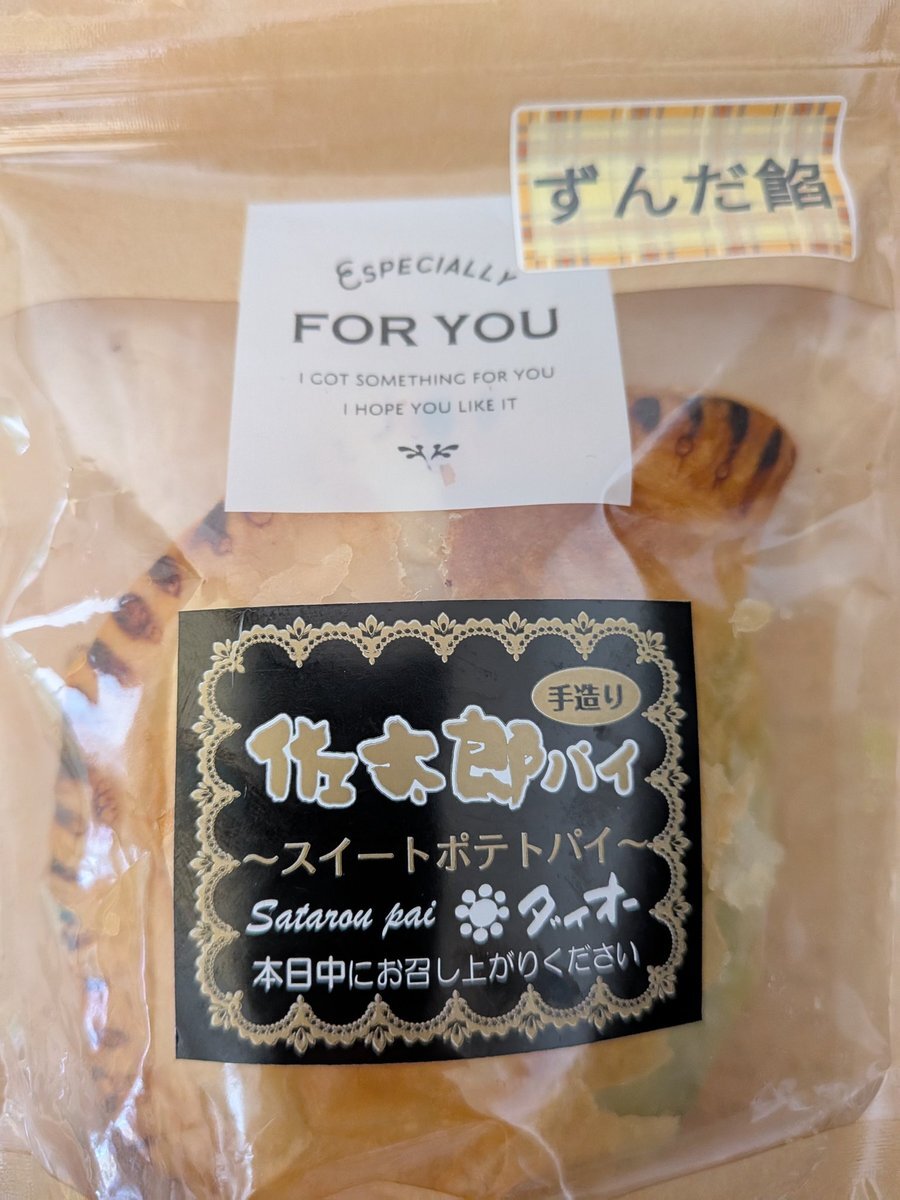 ずんだ餡
ESPECIALLY
FOR YOU
I GOT SOMETHING FOR YOU
I HOPE YOU LIKE IT
手造り
佐太郎パイ
～スイートポテトパイ～
Satarou pai ダイオー
本日中にお召し上がりください